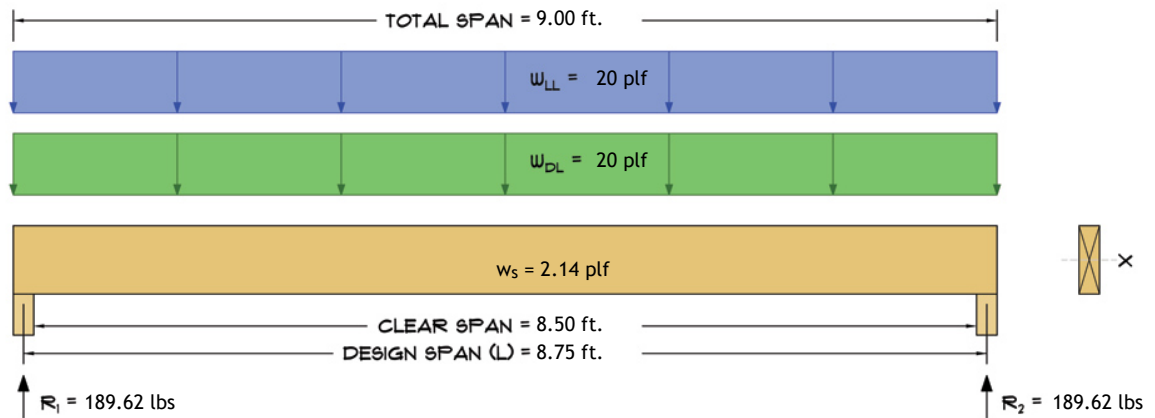 TOTAL SPAN = 9.00 ft.
wLL = 20 plf
wDL = 20 plf
ws = 2.14 plf
X
CLEAR SPAN = 8.50 ft.
DESIGN SPAN (L) = 8.75 ft.
R1 = 189.62 lbs
R2 = 189.62 lbs